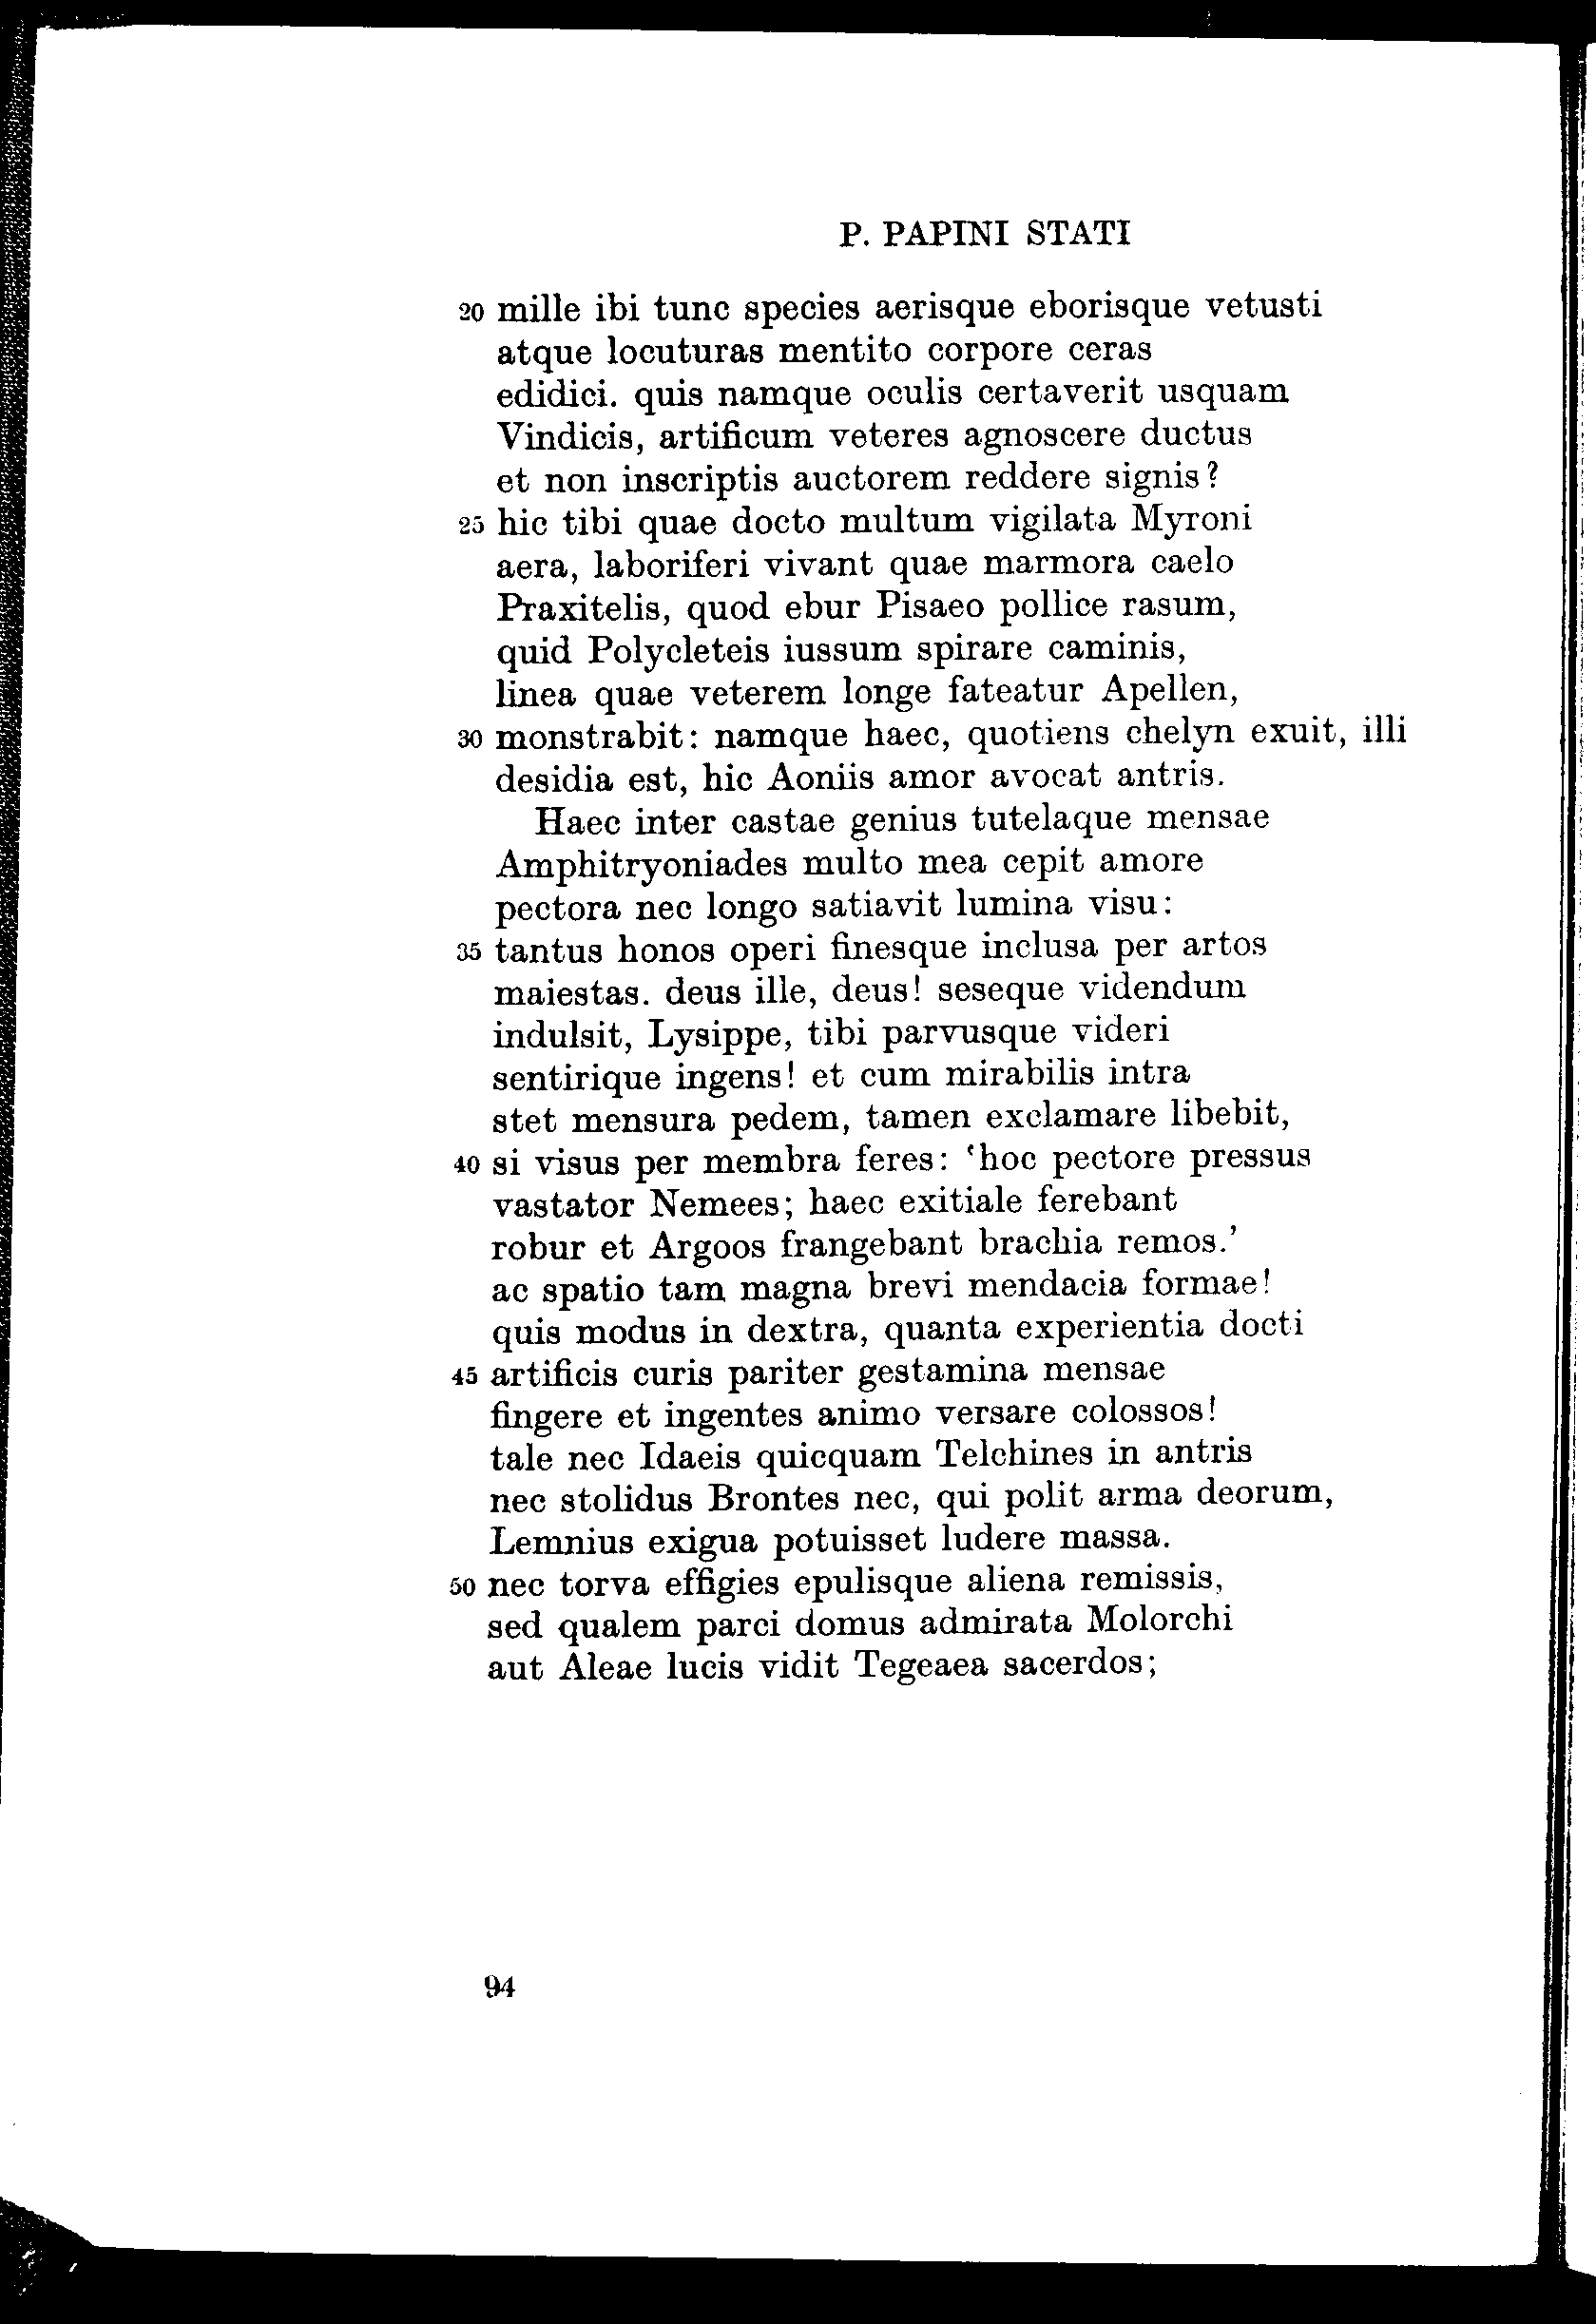 P. PAPINI STATI
20 mille ibi tunc species aerisque eborisque vetusti
atque locuturas mentito corpore ceras
edidici. quis namque oculis certaverit usquam
Vindicis, artificum veteres agnoscere ductus
et non inscriptis auctorem reddere signis?
25 hic tibi quae docto multum vigilata Myroni
aera, laboriferi vivant quae marmora caelo
Praxitelis, quod ebur Pisaeo pollice rasum,
quid Polycleteis iussum spirare caminis,
linea quae veterem longe fateatur Apellen,
30 monstrabit: namque haec, quotiens chelyn exuit, illi
desidia est, hic Aoniis amor avocat antris.
Haec inter castae genius tutelaque mensae
Amphitryoniades multo mea cepit amore
pectora nec longo satiavit lumina visu:
35 tantus honos operi finesque inclusa per artos
maiestas. deus ille, deus! seseque videndum
indulsit, Lysippe, tibi parvusque videri
sentirique ingens! et cum mirabilis intra
stet mensura pedem, tamen exclamare libebit,
40 si visus per membra feres: ‘hoc pectore pressus
vastator Nemees; haec exitiale ferebant
robur et Argoos frangebant brachia remos.’
ac spatio tam magna brevi mendacia formae!
quis modus in dextra, quanta experientia docti
45 artificis curis pariter gestamina mensae
fingere et ingentes animo versare colossos!
tale nec Idaeis quicquam Telchines in antris
nec stolidus Brontes nec, qui polit arma deorum,
Lemnius exigua potuisset ludere massa.
50 nec torva effigies epulisque aliena remissis,
sed qualem parci domus admirata Molorchi
aut Aleae lucis vidit Tegeaea sacerdos;
94